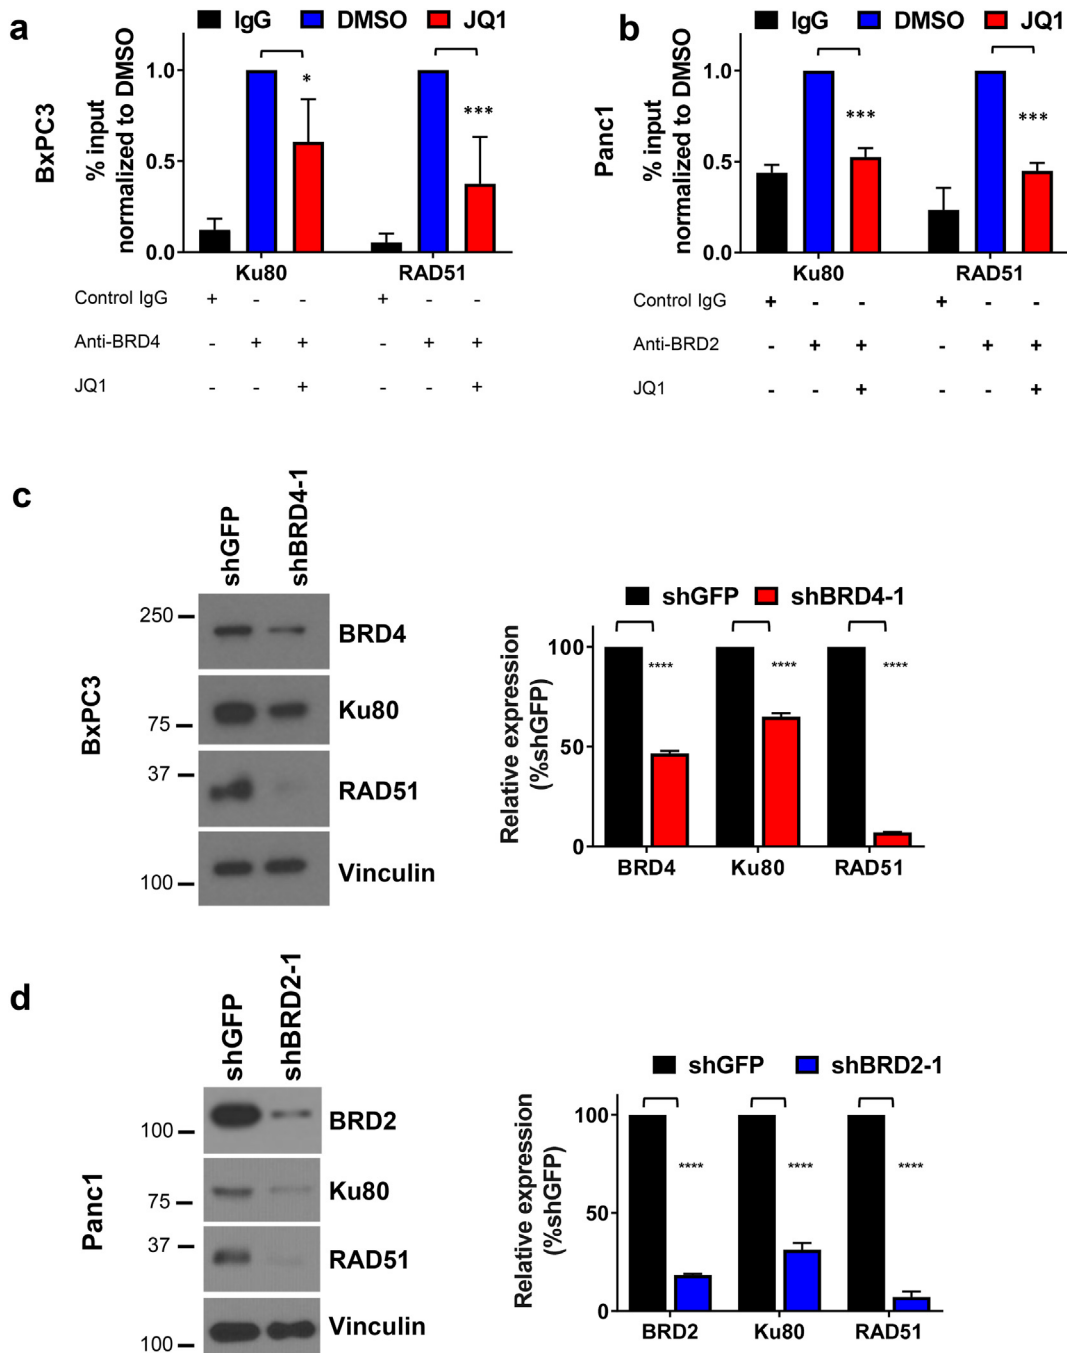 a
IgG DMSO JQ1
BxPC3
% input
normalized to DMSO
1.0
0.5
0.0
* ***
Ku80 RAD51
Control IgG + - - + - -
Anti-BRD4 - + + - + +
JQ1 - - + - - +
b
IgG DMSO JQ1
Panc1
% input
normalized to DMSO
1.0
0.5
0.0
*** ***
Ku80 RAD51
Control IgG + - - + - -
Anti-BRD2 - + + - + +
JQ1 - - + - - +
c
shGFP shBRD4-1
BxPC3
250 BRD4
75 Ku80
37 RAD51
100 Vinculin
shGFP shBRD4-1
Relative expression
(%shGFP)
100
50
0
**** **** ****
BRD4 Ku80 RAD51
d
shGFP shBRD2-1
Panc1
100 BRD2
75 Ku80
37 RAD51
100 Vinculin
shGFP shBRD2-1
Relative expression
(%shGFP)
100
50
0
**** **** ****
BRD2 Ku80 RAD51